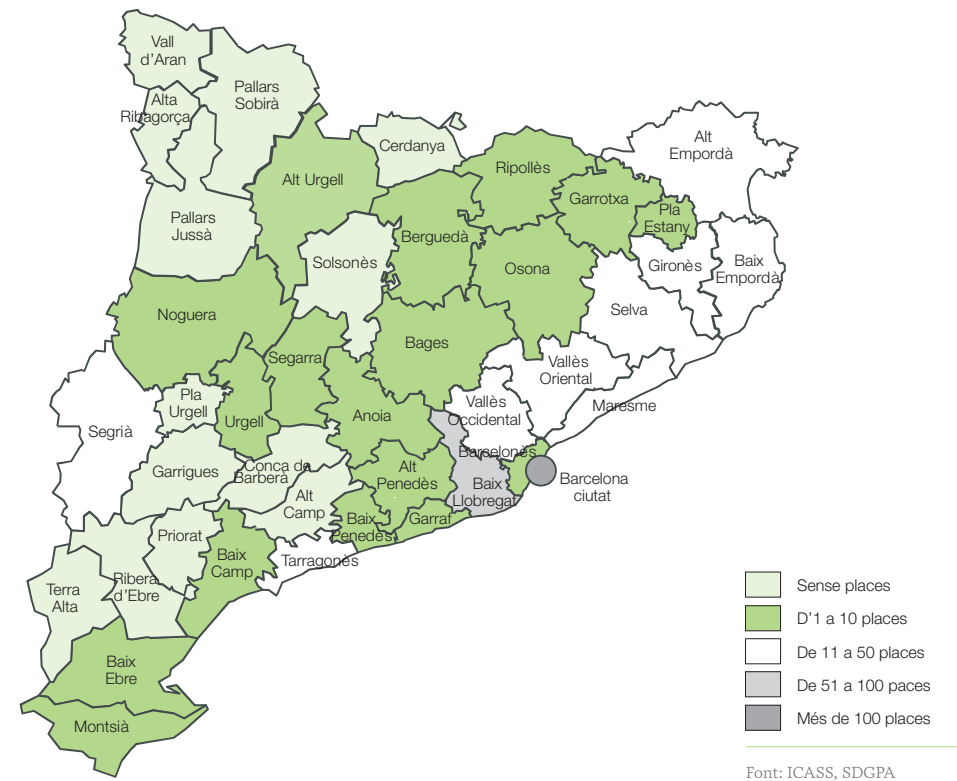 Vall
d'Aran
Pallars
Sobirà
Alta
Ribagorça
Cerdanya
Alt
Empordà
Ripollès
Alt Urgell
Garrotxa
Pla
Estany
Pallars
Jussà
Berguedà
Solsonès
Osona
Gironès
Baix
Empordà
Noguera
Selva
Bages
Segarra
Vallès
Oriental
Pla
Urgell
Urgell
Anoia
Vallès
Occidental
Maresme
Segrià
Barcelonès
Garrigues
Conca de
Barberà
Alt
Penedès
Baix
Llobregat
Barcelona
ciutat
Alt
Camp
Baix
Penedès
Garraf
Priorat
Baix
Camp
Tarragonès
Terra
Alta
Ribera
d'Ebre
Baix
Ebre
Montsià
Sense places
D'1 a 10 places
De 11 a 50 places
De 51 a 100 paces
Més de 100 places
Font: ICASS, SDGPA